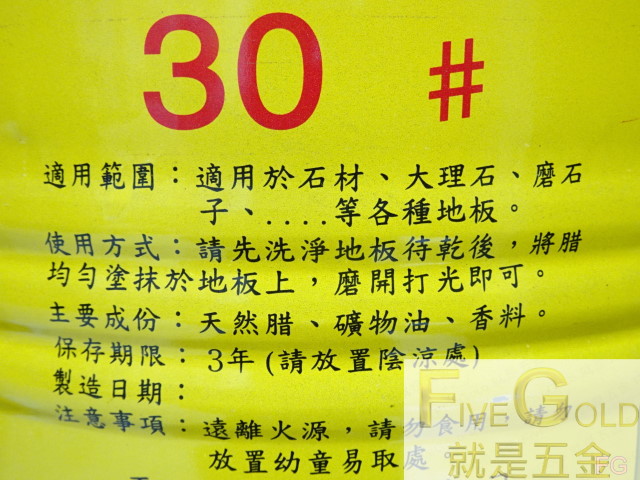 30 #
適用範圍：適用於石材、大理石、磨石
子、....等各種地板。
使用方式：請先洗淨地板待乾後，將腊
均勻塗抹於地板上，磨開打光即可。
主要成份：天然腊、礦物油、香料。
保存期限：3年(請放置陰涼處)
製造日期：
注意事項：遠離火源，請勿食用，請勿
放置幼童易取處。
FIVE GOLD
就是五金
FG